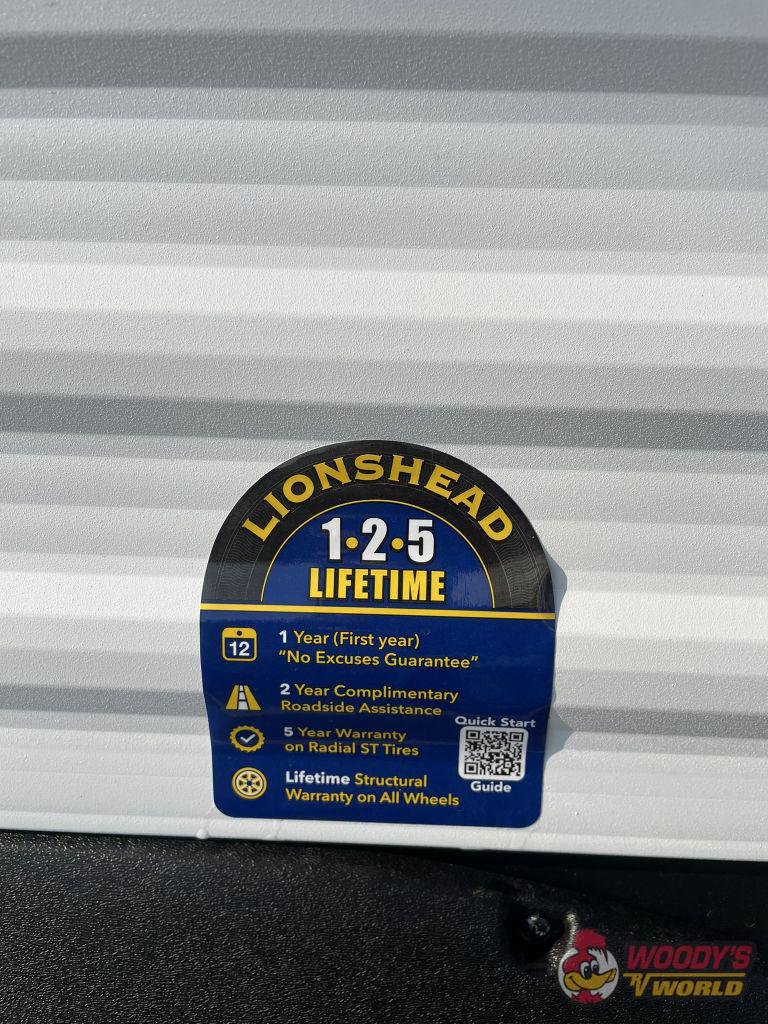 LIONSHEAD
1•2•5
LIFETIME
12
1 Year (First year)
"No Excuses Guarantee"
2 Year Complimentary
Roadside Assistance
5 Year Warranty
on Radial ST Tires
Quick Start
Guide
Lifetime Structural
Warranty on All Wheels
WOODY'S
RV WORLD